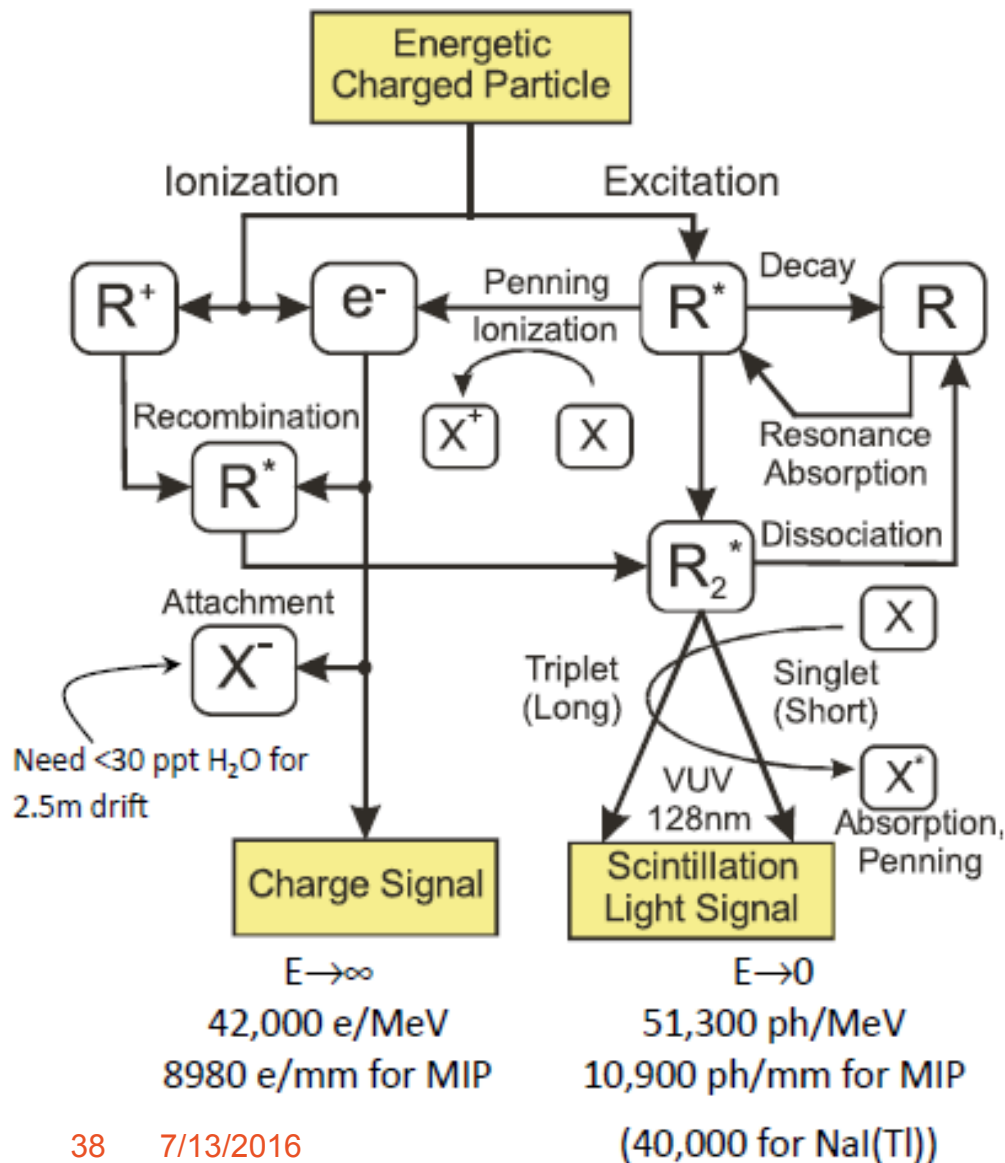 Energetic
Charged Particle
Ionization
Excitation
R⁺
e⁻
Penning
Ionization
R*
Decay
R
X⁺
X
Resonance
Absorption
Recombination
R*
R₂*
Dissociation
Attachment
X⁻
Triplet
(Long)
Singlet
(Short)
X
X*
Absorption,
Penning
VUV
128nm
Need <30 ppt H₂O for
2.5m drift
Charge Signal
Scintillation
Light Signal
E→∞
42,000 e/MeV
8980 e/mm for MIP
E→0
51,300 ph/MeV
10,900 ph/mm for MIP
(40,000 for NaI(Tl))
38 7/13/2016